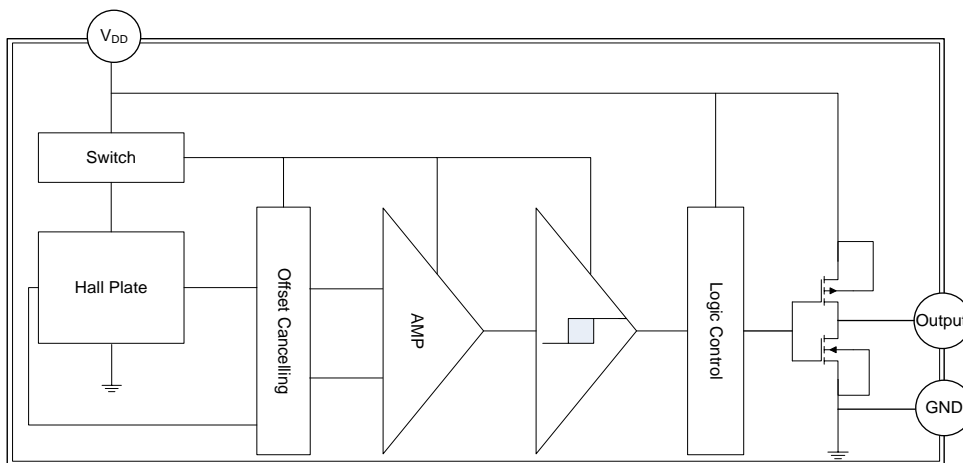 VDD
Switch
Hall Plate
Offset Cancelling
AMP
Logic Control
Output
GND